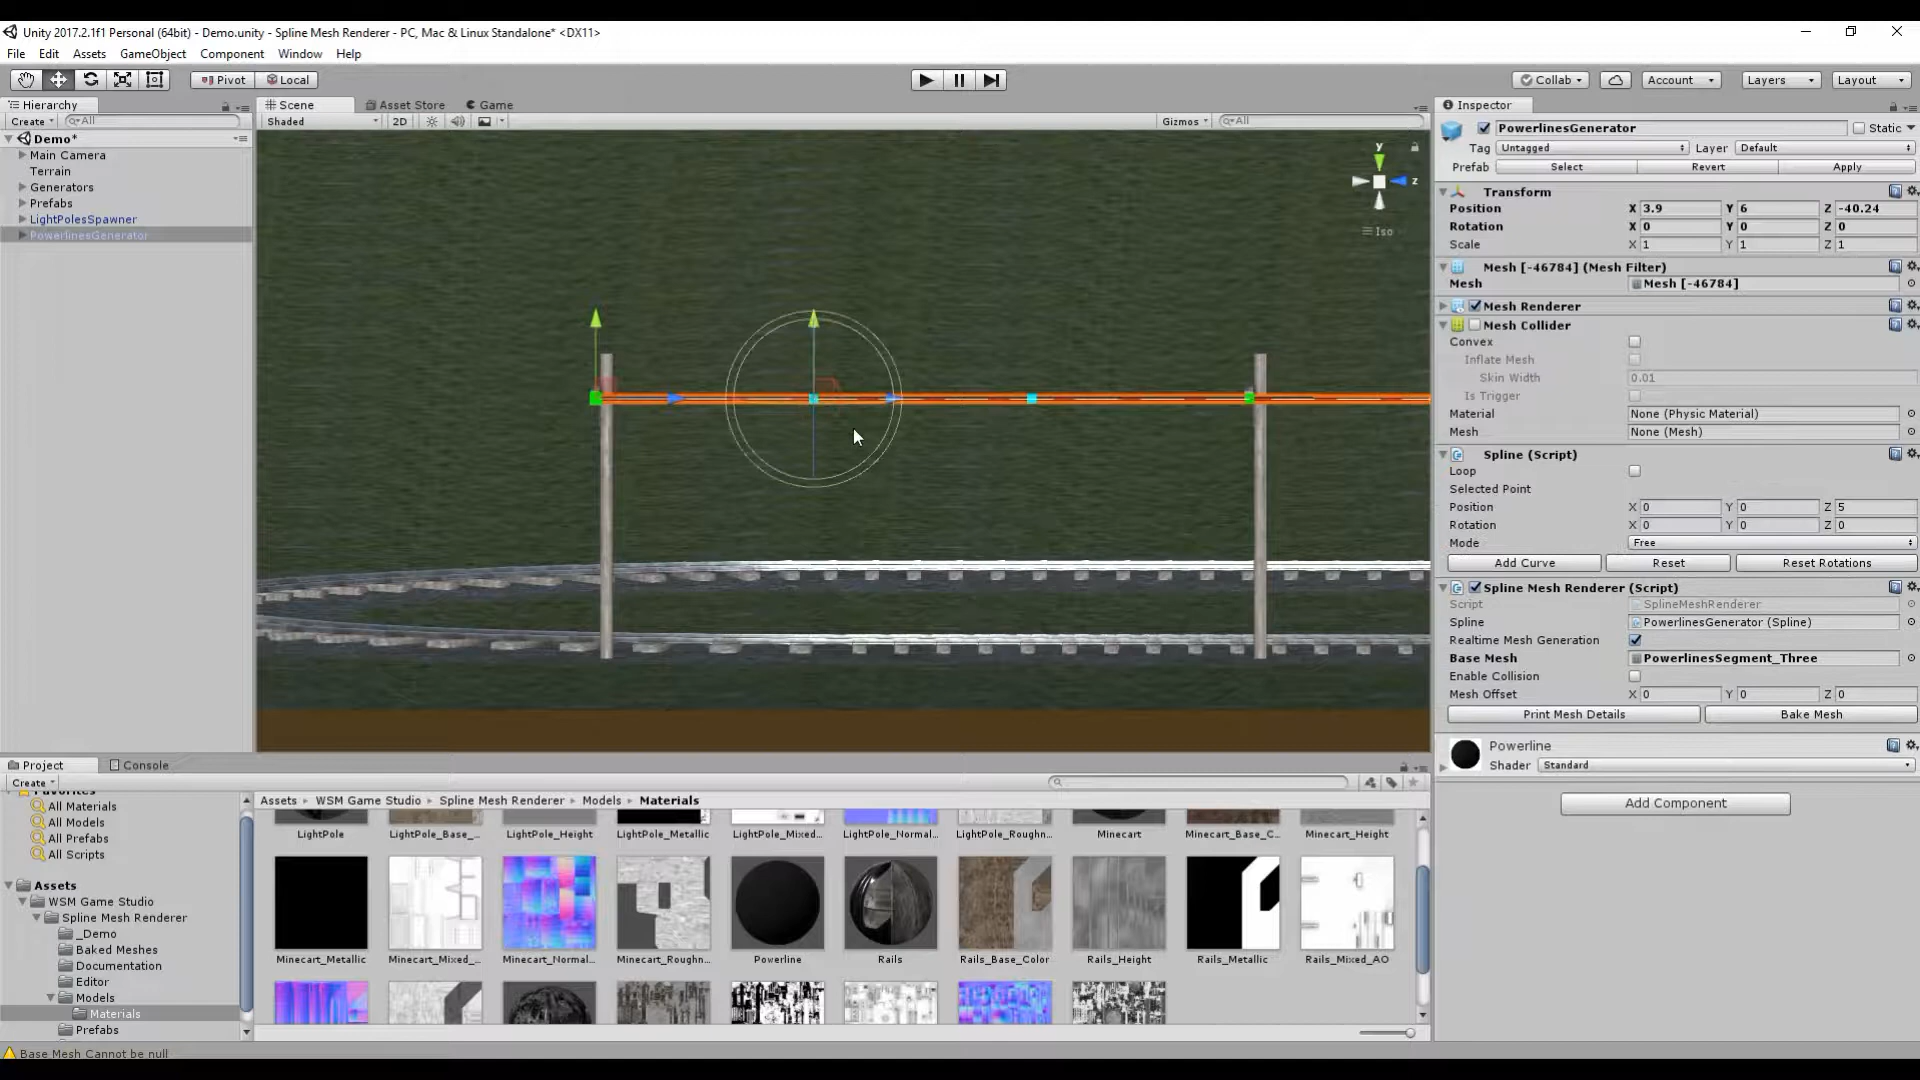 Unity 2017.2.1f1 Personal (64bit) - Demo.unity - Spline Mesh Renderer - PC, Mac & Linux Standalone* <DX11>
File Edit Assets GameObject Component Window Help
Pivot Local Collab Account Layers Layout
Hierarchy
Create All
Demo*
Main Camera
Terrain
Generators
Prefabs
LightPolesSpawner
PowerlinesGenerator
Scene Asset Store Game
Shaded 2D Gizmos All
y
z
Iso
Inspector
PowerlinesGenerator Static
Tag Untagged Layer Default
Prefab Select Revert Apply
Transform
Position X 3.9 Y 6 Z -40.24
Rotation X 0 Y 0 Z 0
Scale X 1 Y 1 Z 1
Mesh [-46784] (Mesh Filter)
Mesh Mesh [-46784]
Mesh Renderer
Mesh Collider
Convex
Inflate Mesh
Skin Width 0.01
Is Trigger
Material None (Physic Material)
Mesh None (Mesh)
Spline (Script)
Loop
Selected Point
Position X 0 Y 0 Z 5
Rotation X 0 Y 0 Z 0
Mode Free
Add Curve Reset Reset Rotations
Spline Mesh Renderer (Script)
Script SplineMeshRenderer
Spline PowerlinesGenerator (Spline)
Realtime Mesh Generation
Base Mesh PowerlinesSegment_Three
Enable Collision
Mesh Offset X 0 Y 0 Z 0
Print Mesh Details Bake Mesh
Powerline
Shader Standard
Add Component
Project Console
Create
Favorites
All Materials
All Models
All Prefabs
All Scripts
Assets
WSM Game Studio
Spline Mesh Renderer
_Demo
Baked Meshes
Documentation
Editor
Models
Materials
Prefabs
Assets WSM Game Studio Spline Mesh Renderer Models Materials
LightPole LightPole_Base_... LightPole_Height LightPole_Metallic LightPole_Mixed... LightPole_Normal... LightPole_Roughn... Minecart Minecart_Base_C... Minecart_Height
Minecart_Metallic Minecart_Mixed_... Minecart_Normal... Minecart_Roughn... Powerline Rails Rails_Base_Color Rails_Height Rails_Metallic Rails_Mixed_AO
Base Mesh Cannot be null